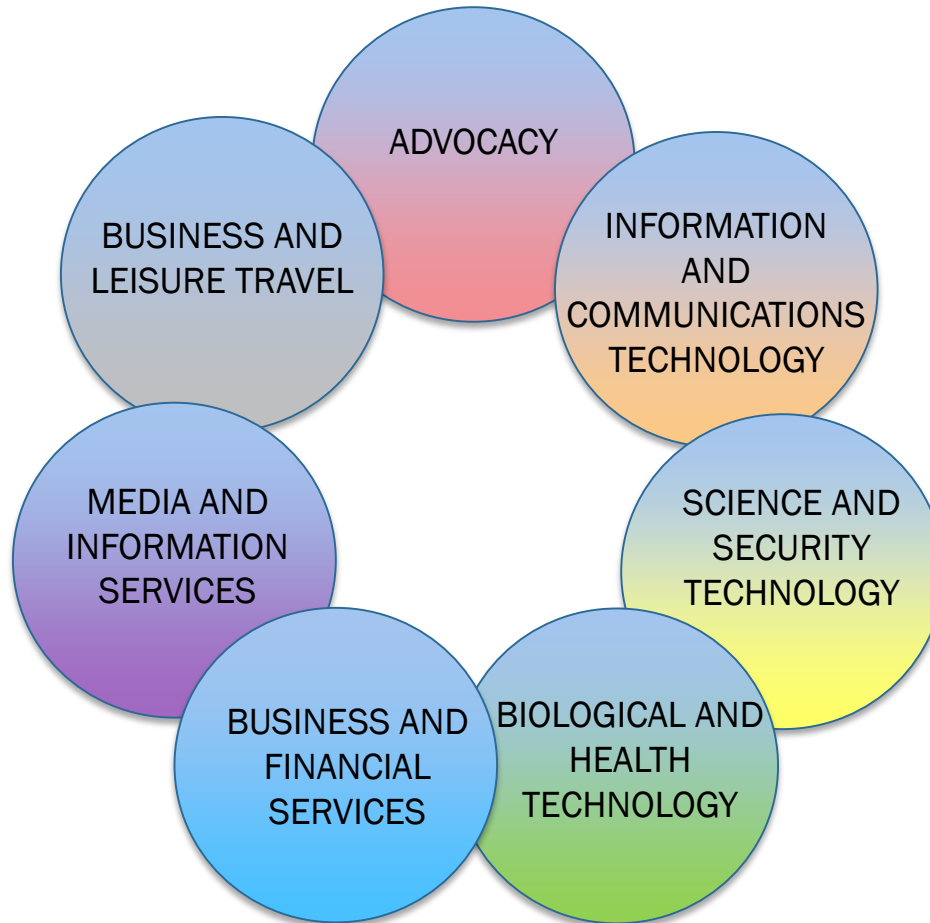 ADVOCACY
INFORMATION
AND
COMMUNICATIONS
TECHNOLOGY
SCIENCE AND
SECURITY
TECHNOLOGY
BIOLOGICAL AND
HEALTH
TECHNOLOGY
BUSINESS AND
FINANCIAL
SERVICES
MEDIA AND
INFORMATION
SERVICES
BUSINESS AND
LEISURE TRAVEL